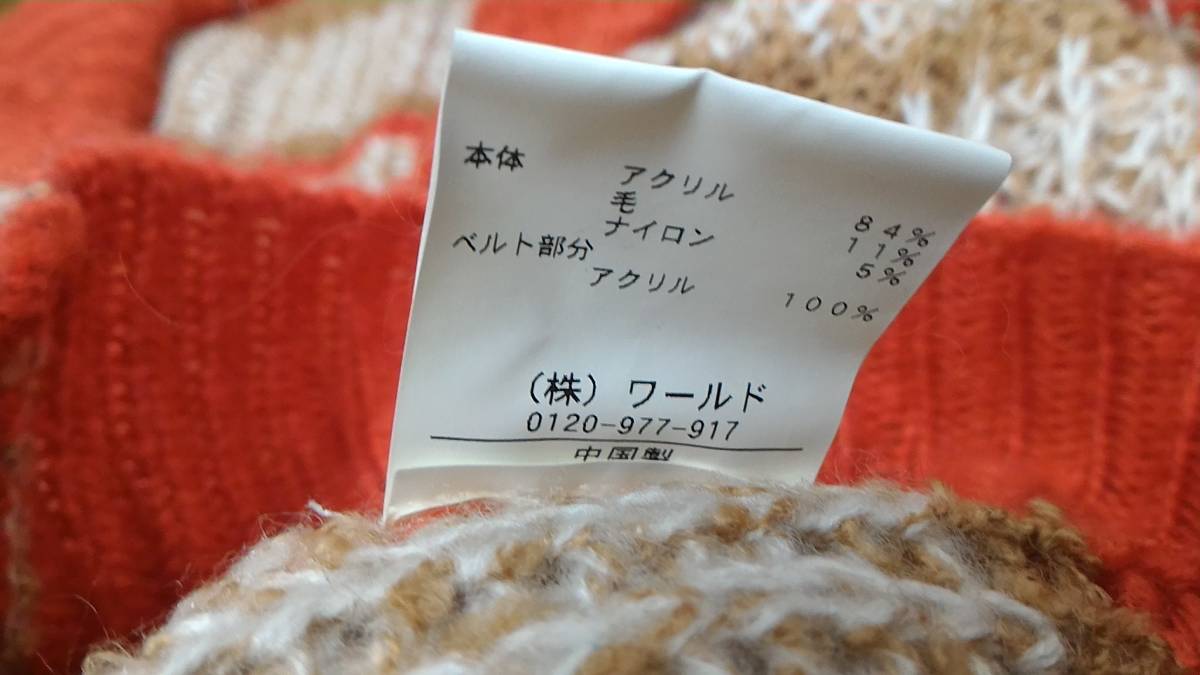 本体
アクリル 84%
毛 11%
ナイロン 5%
ベルト部分
アクリル 100%
(株) ワールド
0120-977-917
中国製